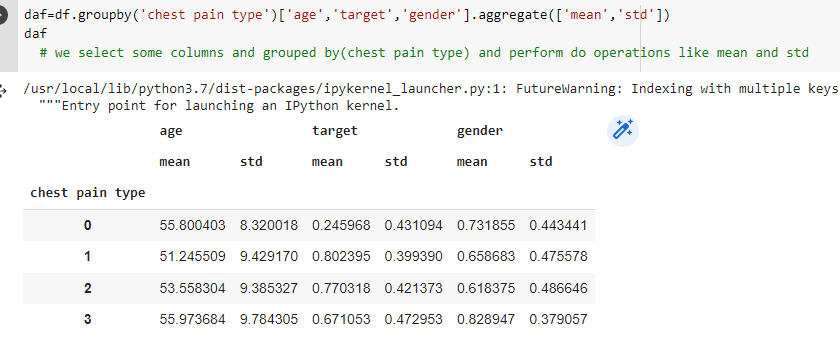 daf=df.groupby('chest pain type')['age','target','gender'].aggregate(['mean','std'])
daf
# we select some columns and grouped by(chest pain type) and perform do operations like mean and std
/usr/local/lib/python3.7/dist-packages/ipykernel_launcher.py:1: FutureWarning: Indexing with multiple keys
"""Entry point for launching an IPython kernel.
age target gender
mean std mean std mean std
chest pain type
0 55.800403 8.320018 0.245968 0.431094 0.731855 0.443441
1 51.245509 9.429170 0.802395 0.399390 0.658683 0.475578
2 53.558304 9.385327 0.770318 0.421373 0.618375 0.486646
3 55.973684 9.784305 0.671053 0.472953 0.828947 0.379057